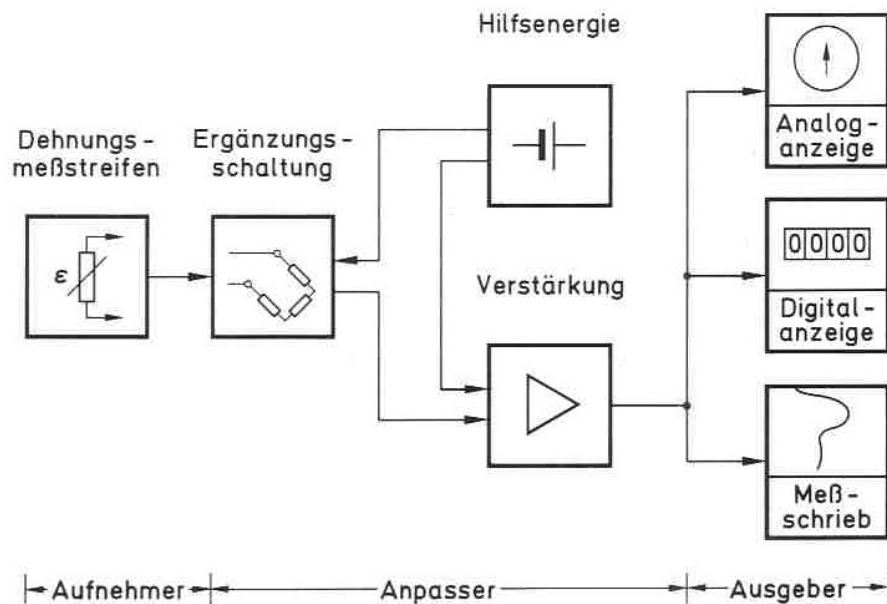 Hilfsenergie
Dehnungs-
meßstreifen
Ergänzungs-
schaltung
ε
Verstärkung
Analog-
anzeige
0000
Digital-
anzeige
Meß-
schrieb
Aufnehmer
Anpasser
Ausgeber